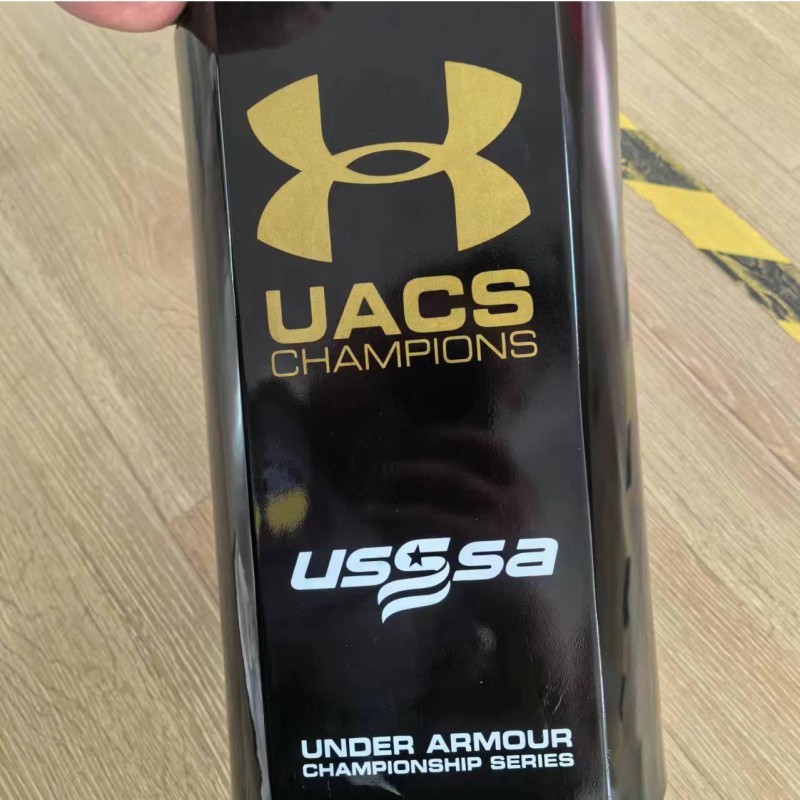 UACS
CHAMPIONS
usssa
UNDER ARMOUR
CHAMPIONSHIP SERIES